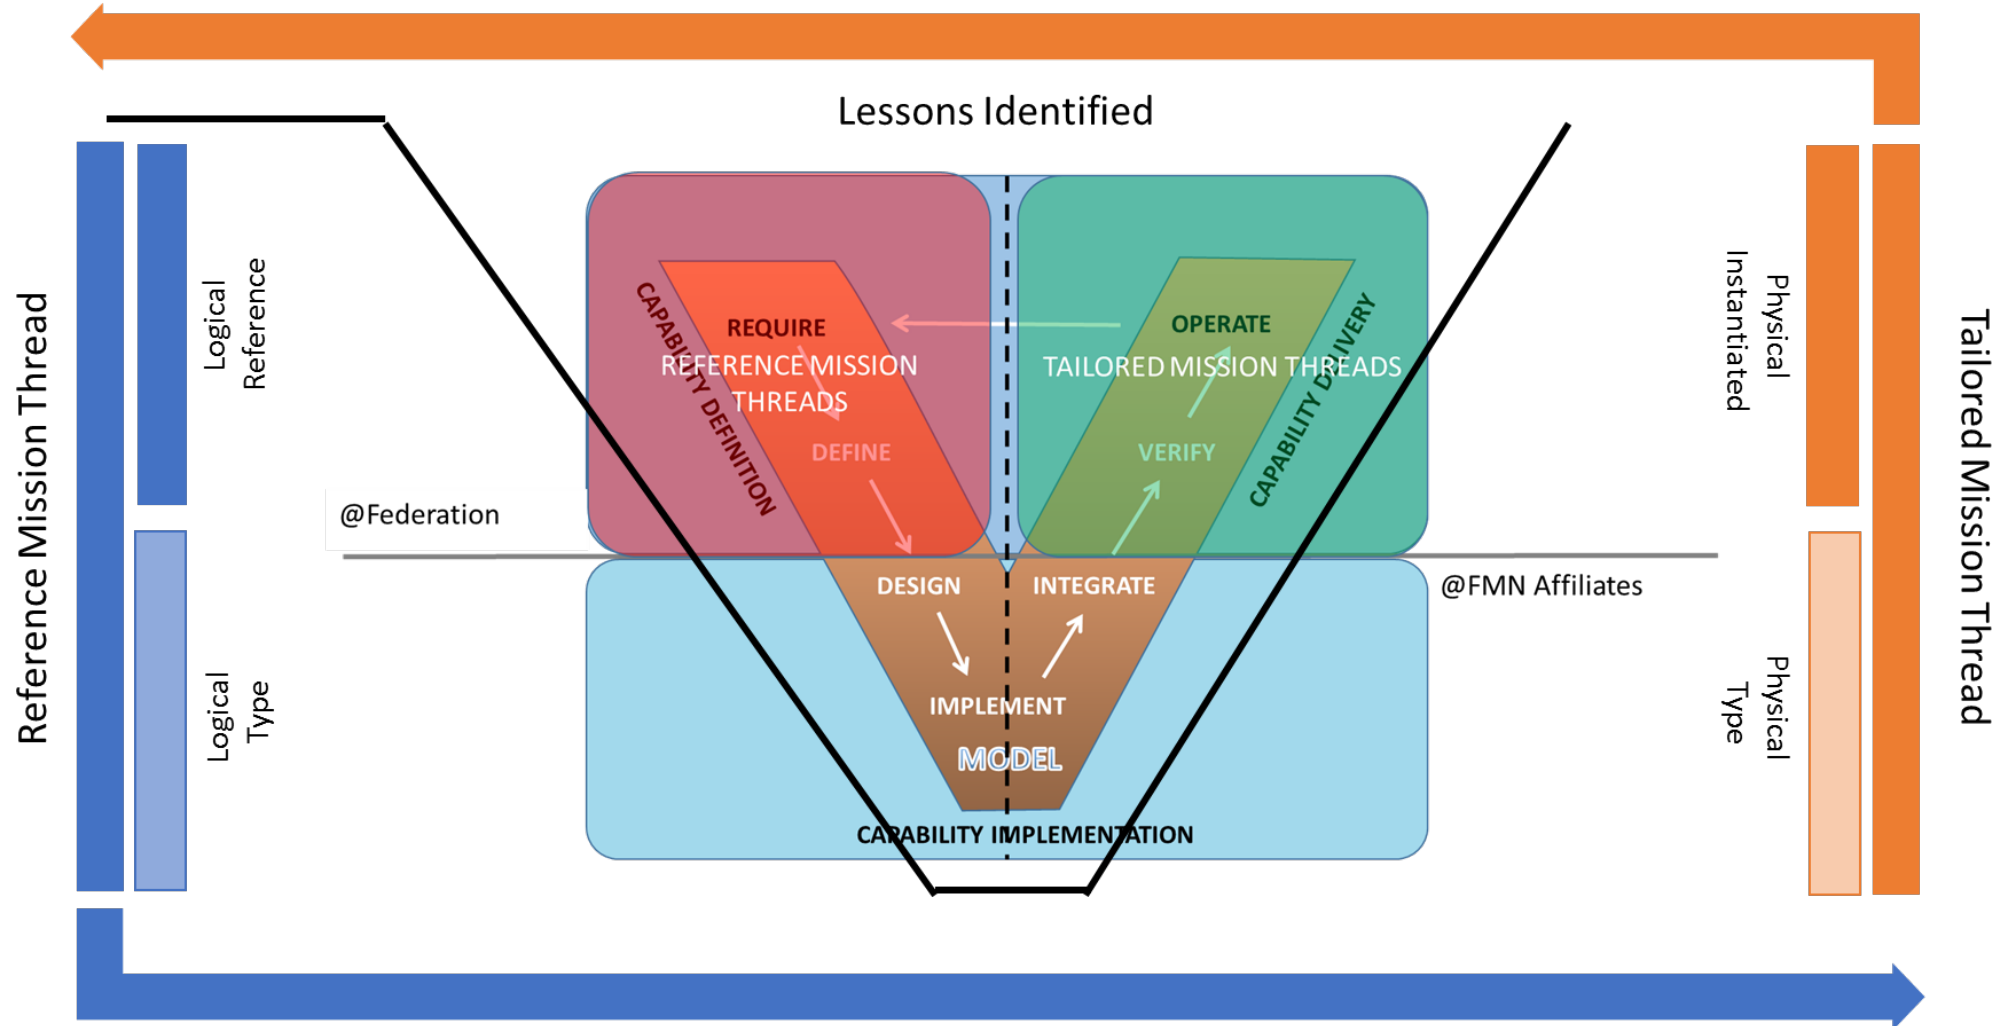 Lessons Identified
Reference Mission Thread
Logical
Reference
Logical
Type
@Federation
CAPABILITY DEFINITION
REQUIRE
REFERENCE MISSION
THREADS
DEFINE
OPERATE
TAILORED MISSION THREADS
VERIFY
CAPABILITY DELIVERY
DESIGN
INTEGRATE
IMPLEMENT
MODEL
CAPABILITY IMPLEMENTATION
@FMN Affiliates
Physical
Instantiated
Physical
Type
Tailored Mission Thread